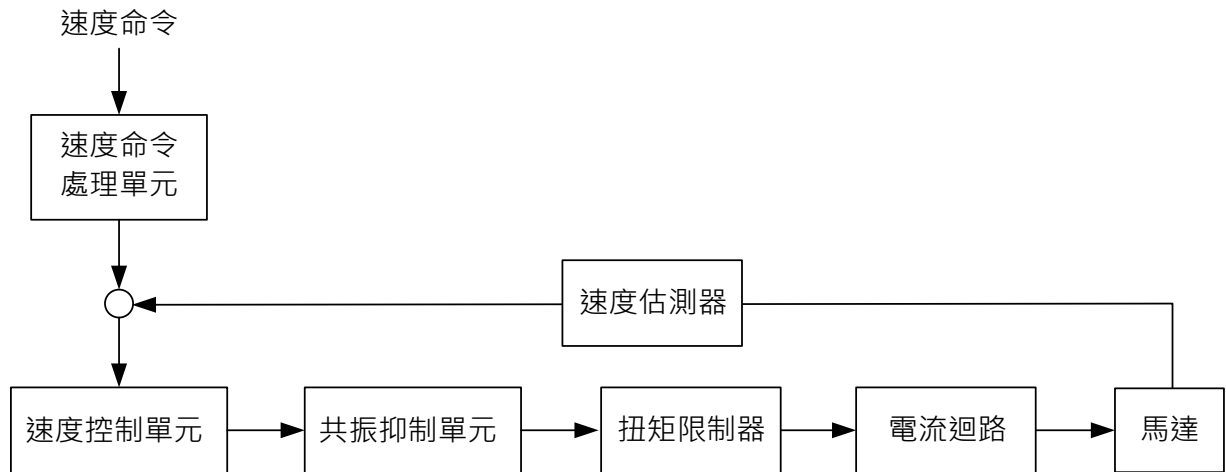 速度命令
速度命令
處理單元
速度估測器
速度控制單元
共振抑制單元
扭矩限制器
電流迴路
馬達